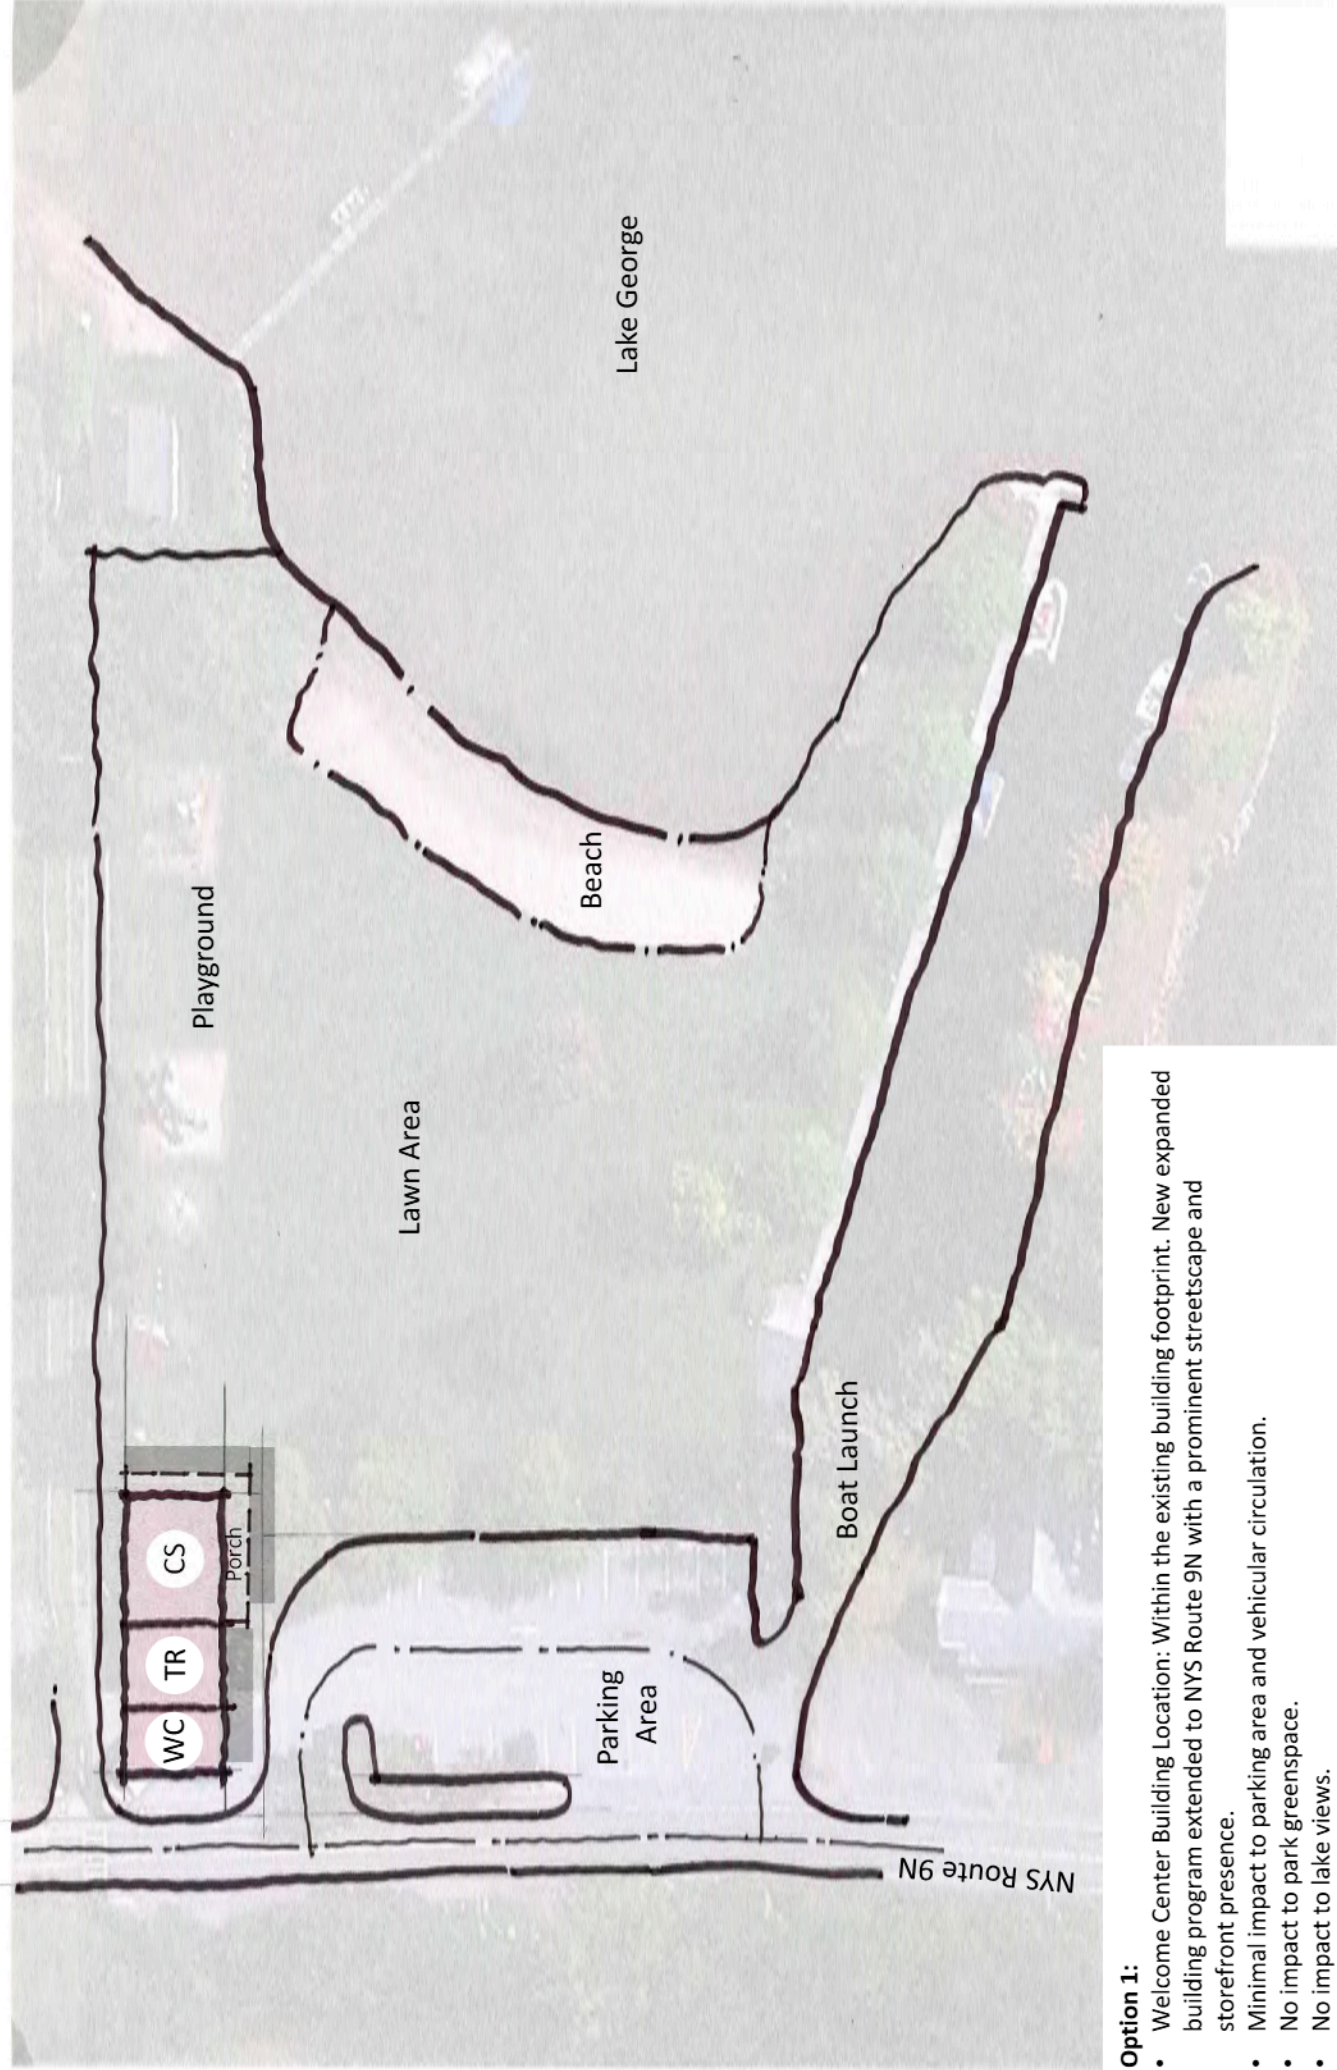 Lake George
Playground
Beach
Lawn Area
WC
TR
CS
Porch
Parking
Area
Boat Launch
NYS Route 9N
Option 1:
• Welcome Center Building Location: Within the existing building footprint. New expanded
building program extended to NYS Route 9N with a prominent streetscape and
storefront presence.
• Minimal impact to parking area and vehicular circulation.
• No impact to park greenspace.
• No impact to lake views.